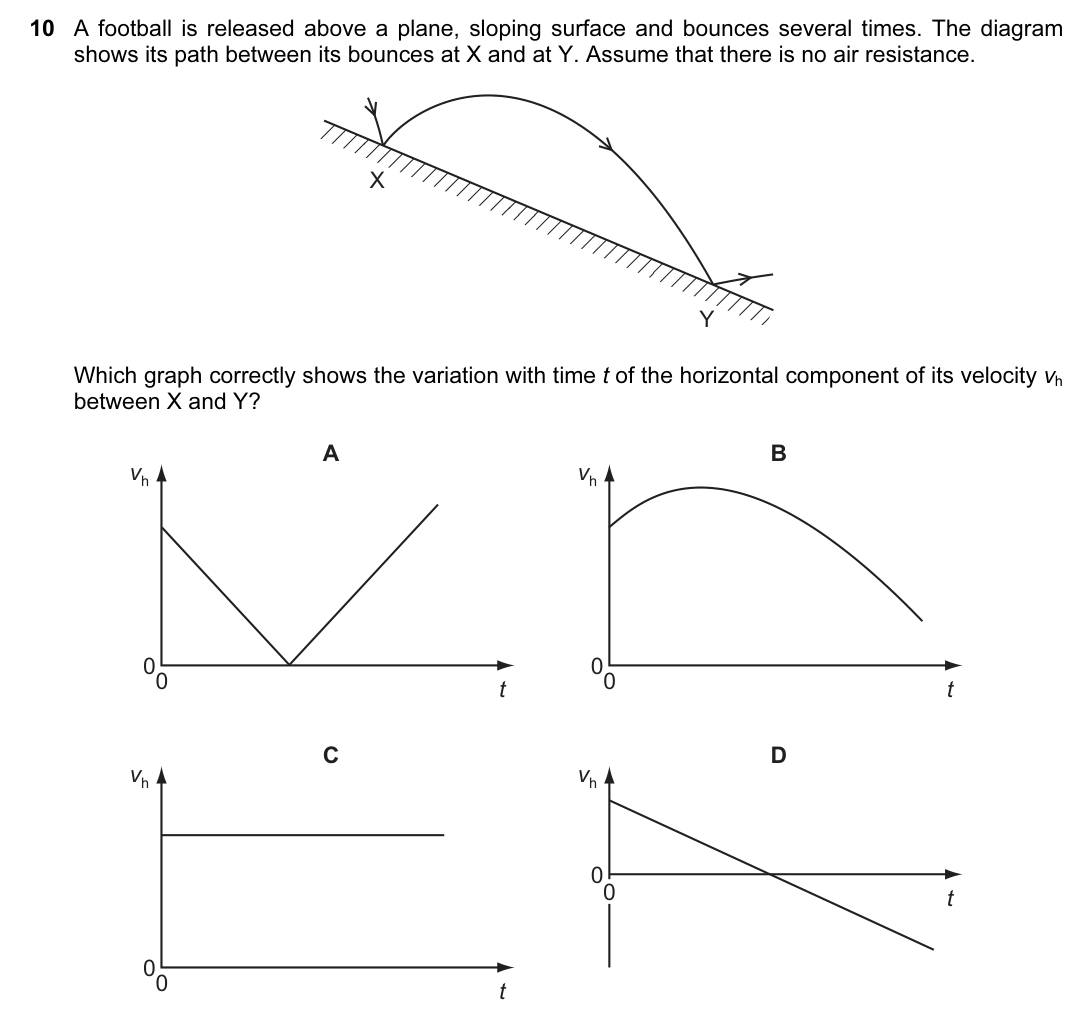 10 A football is released above a plane, sloping surface and bounces several times. The diagram
shows its path between its bounces at X and at Y. Assume that there is no air resistance.
X
Y
Which graph correctly shows the variation with time t of the horizontal component of its velocity vh
between X and Y?
A
B
vh
vh
0
0
t
0
0
t
C
D
vh
vh
0
0
t
0
0
t